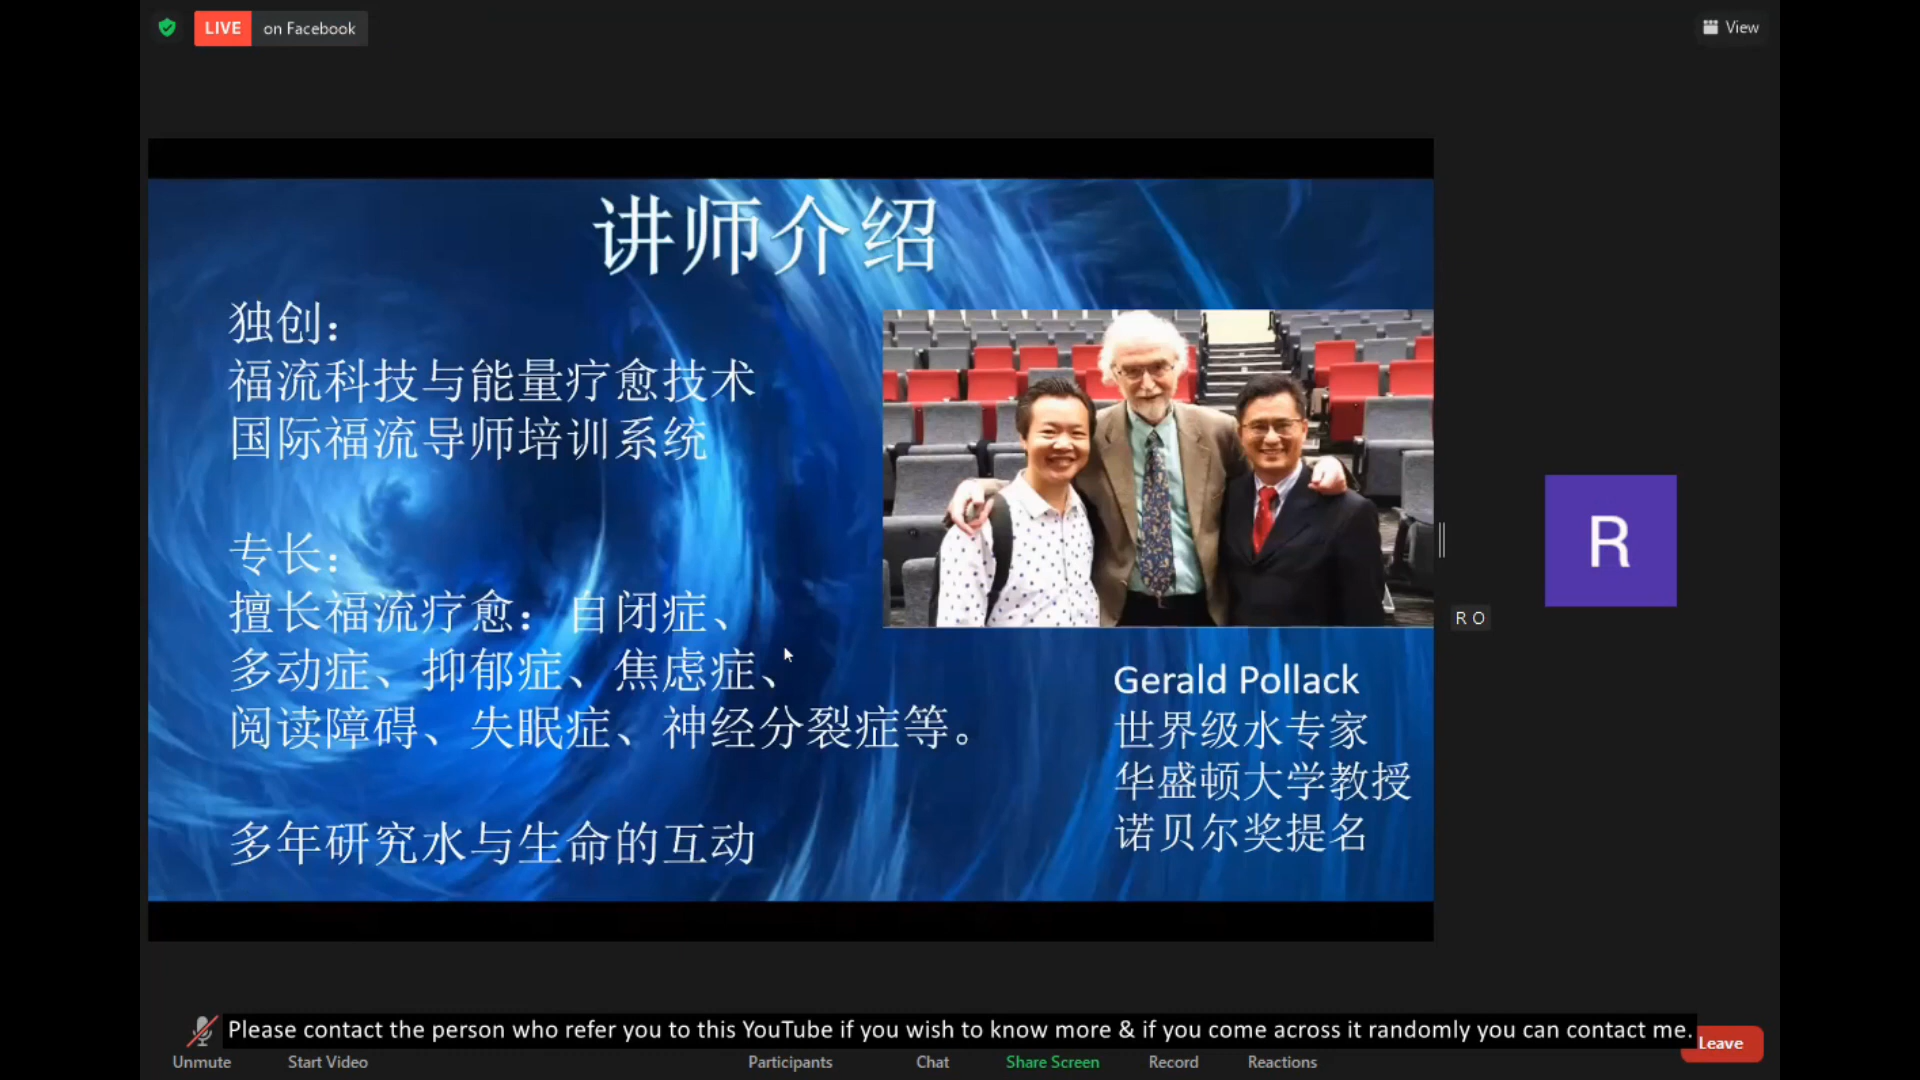 LIVE on Facebook
View
讲师介绍
独创：
福流科技与能量疗愈技术
国际福流导师培训系统
专长：
擅长福流疗愈：自闭症、
多动症、抑郁症、焦虑症、
阅读障碍、失眠症、神经分裂症等。
多年研究水与生命的互动
Gerald Pollack
世界级水专家
华盛顿大学教授
诺贝尔奖提名
R
R O
Please contact the person who refer you to this YouTube if you wish to know more & if you come across it randomly you can contact me.
Leave
Unmute
Start Video
Participants
Chat
Share Screen
Record
Reactions